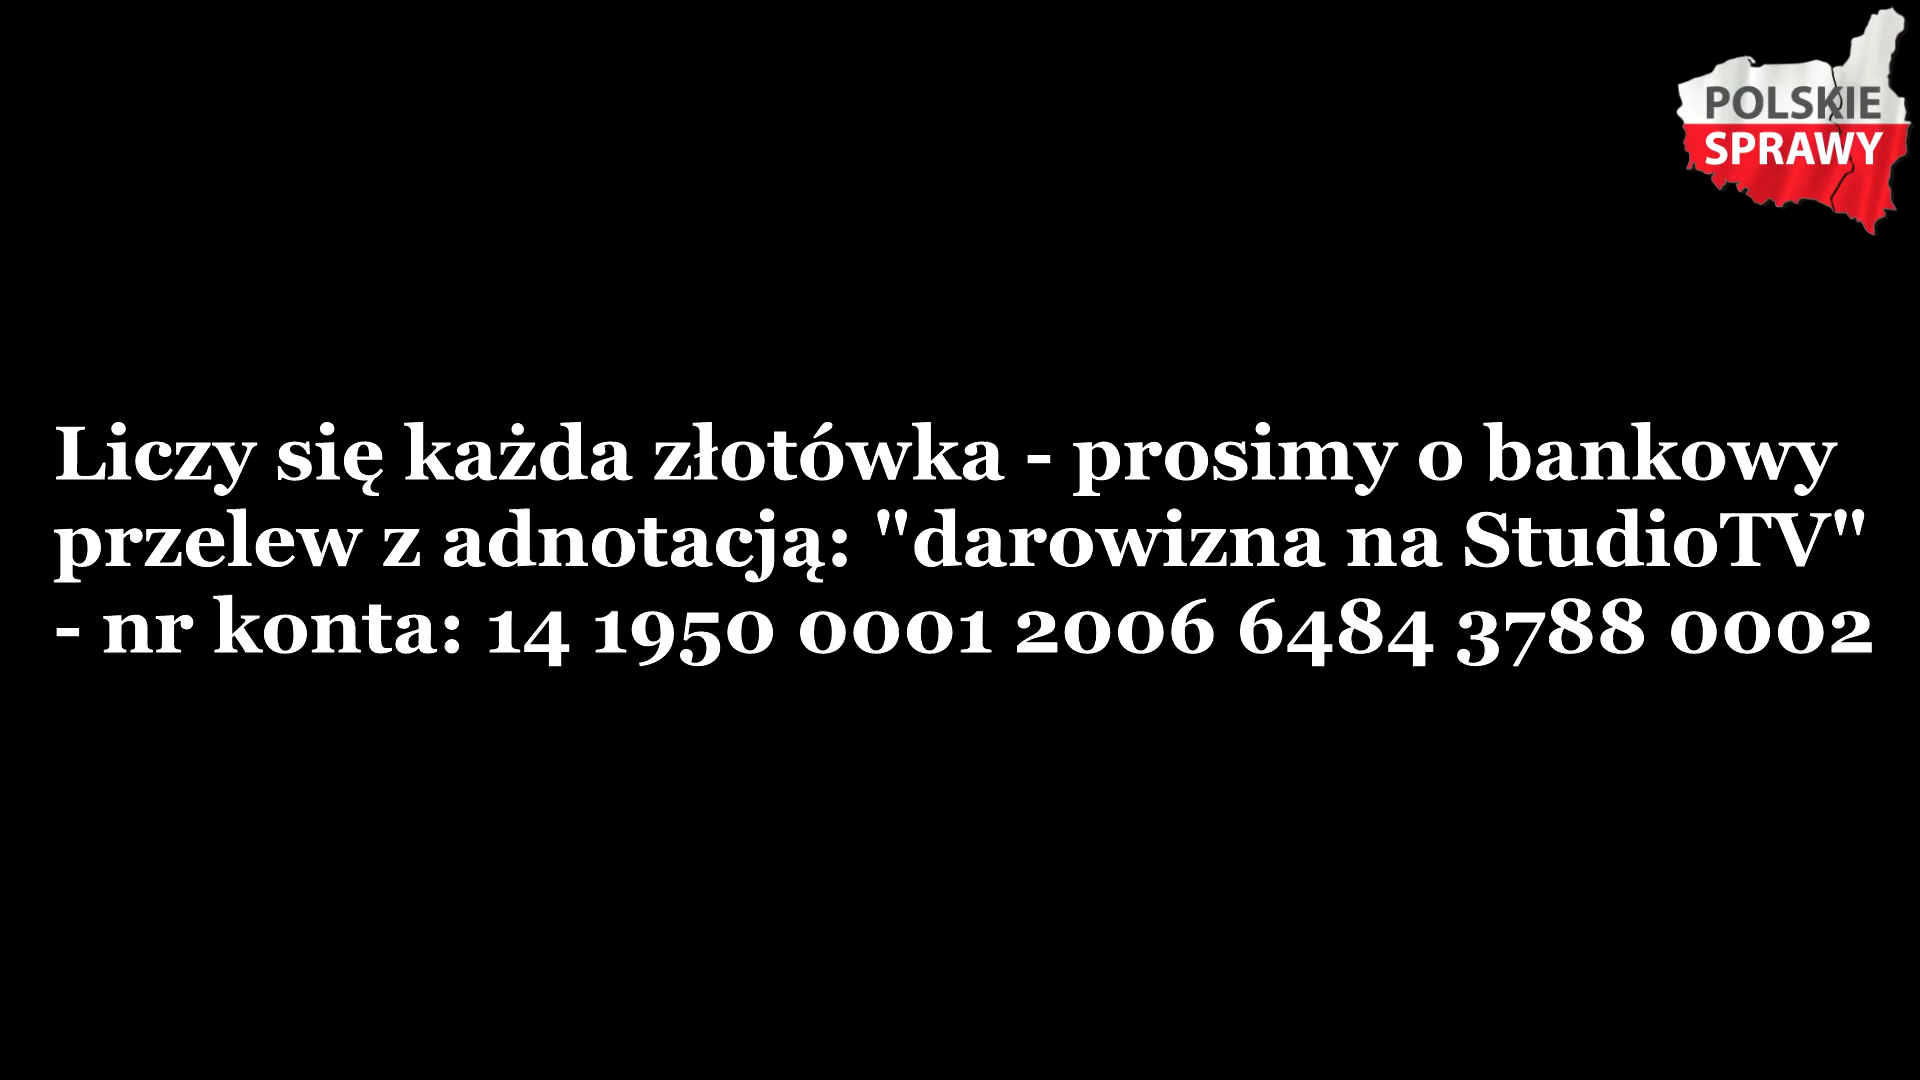 POLSKIE
SPRAWY
Liczy się każda złotówka - prosimy o bankowy
przelew z adnotacją: "darowizna na StudioTV"
- nr konta: 14 1950 0001 2006 6484 3788 0002